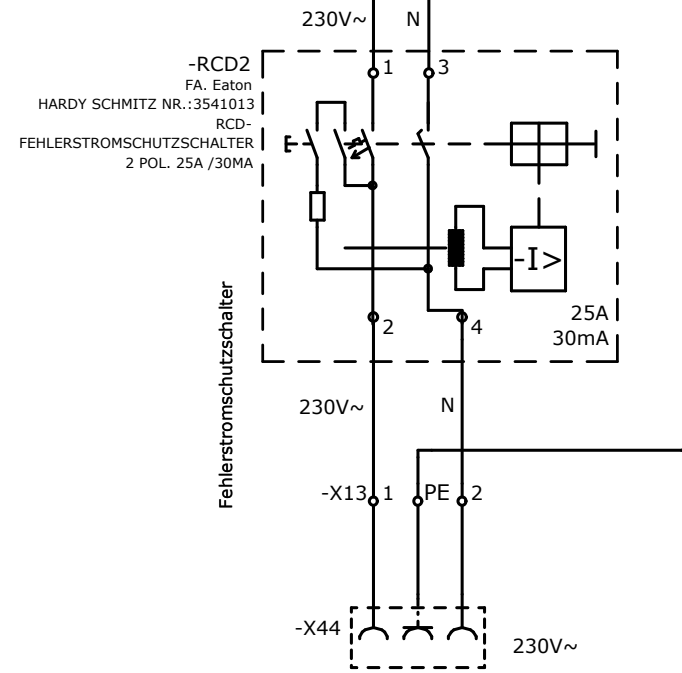 230V~ N
-RCD2
FA. Eaton
HARDY SCHMITZ NR.:3541013
RCD-
FEHLERSTROMSCHUTZSCHALTER
2 POL. 25A /30MA
1 3
-I>
25A
30mA
2 4
Fehlerstromschutzschalter
230V~ N
-X13 1 PE 2
-X44
230V~